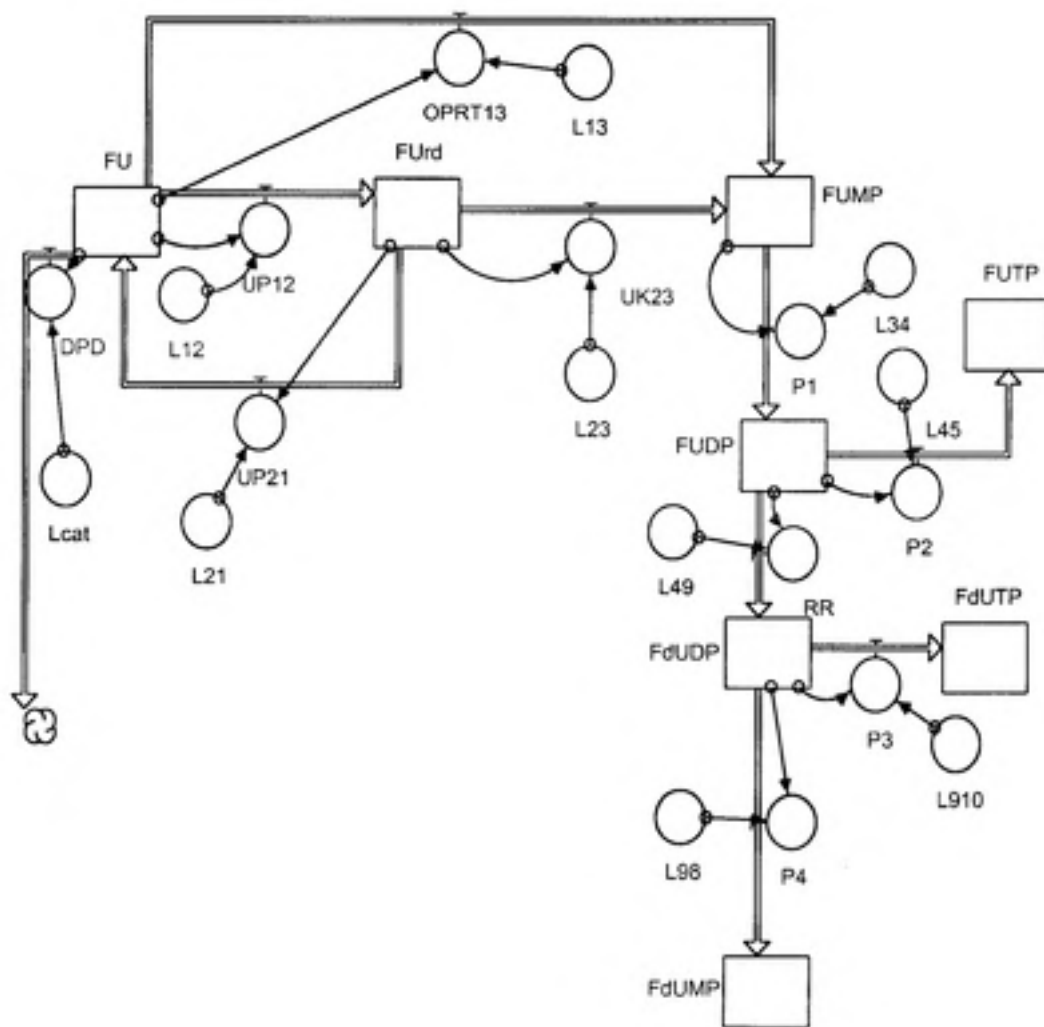 OPRT13
L13
FU
FUrd
FUMP
UP12
L12
UK23
L34
FUTP
DPD
P1
L23
L45
FUDP
UP21
Lcat
L21
P2
L49
RR
FdUTP
FdUDP
P3
L910
L98
P4
FdUMP